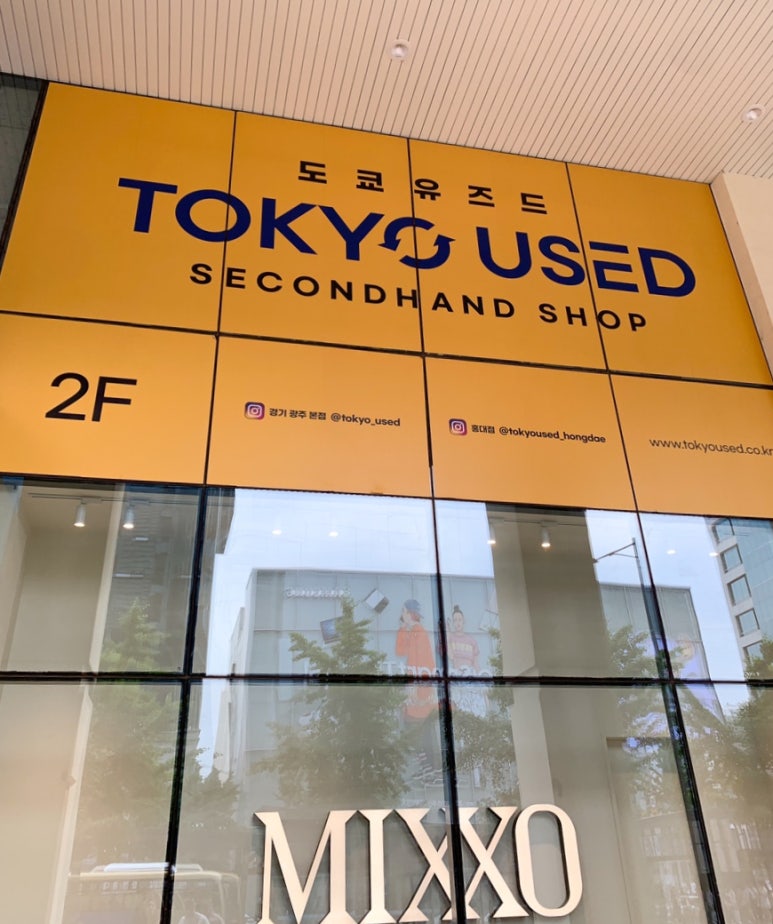 도쿄유즈드
TOKYO USED
SECONDHAND SHOP
2F
경기 광주 본점 @tokyo_used
홍대점 @tokyoused_hongdae
www.tokyoused.co.kr
MIXXO